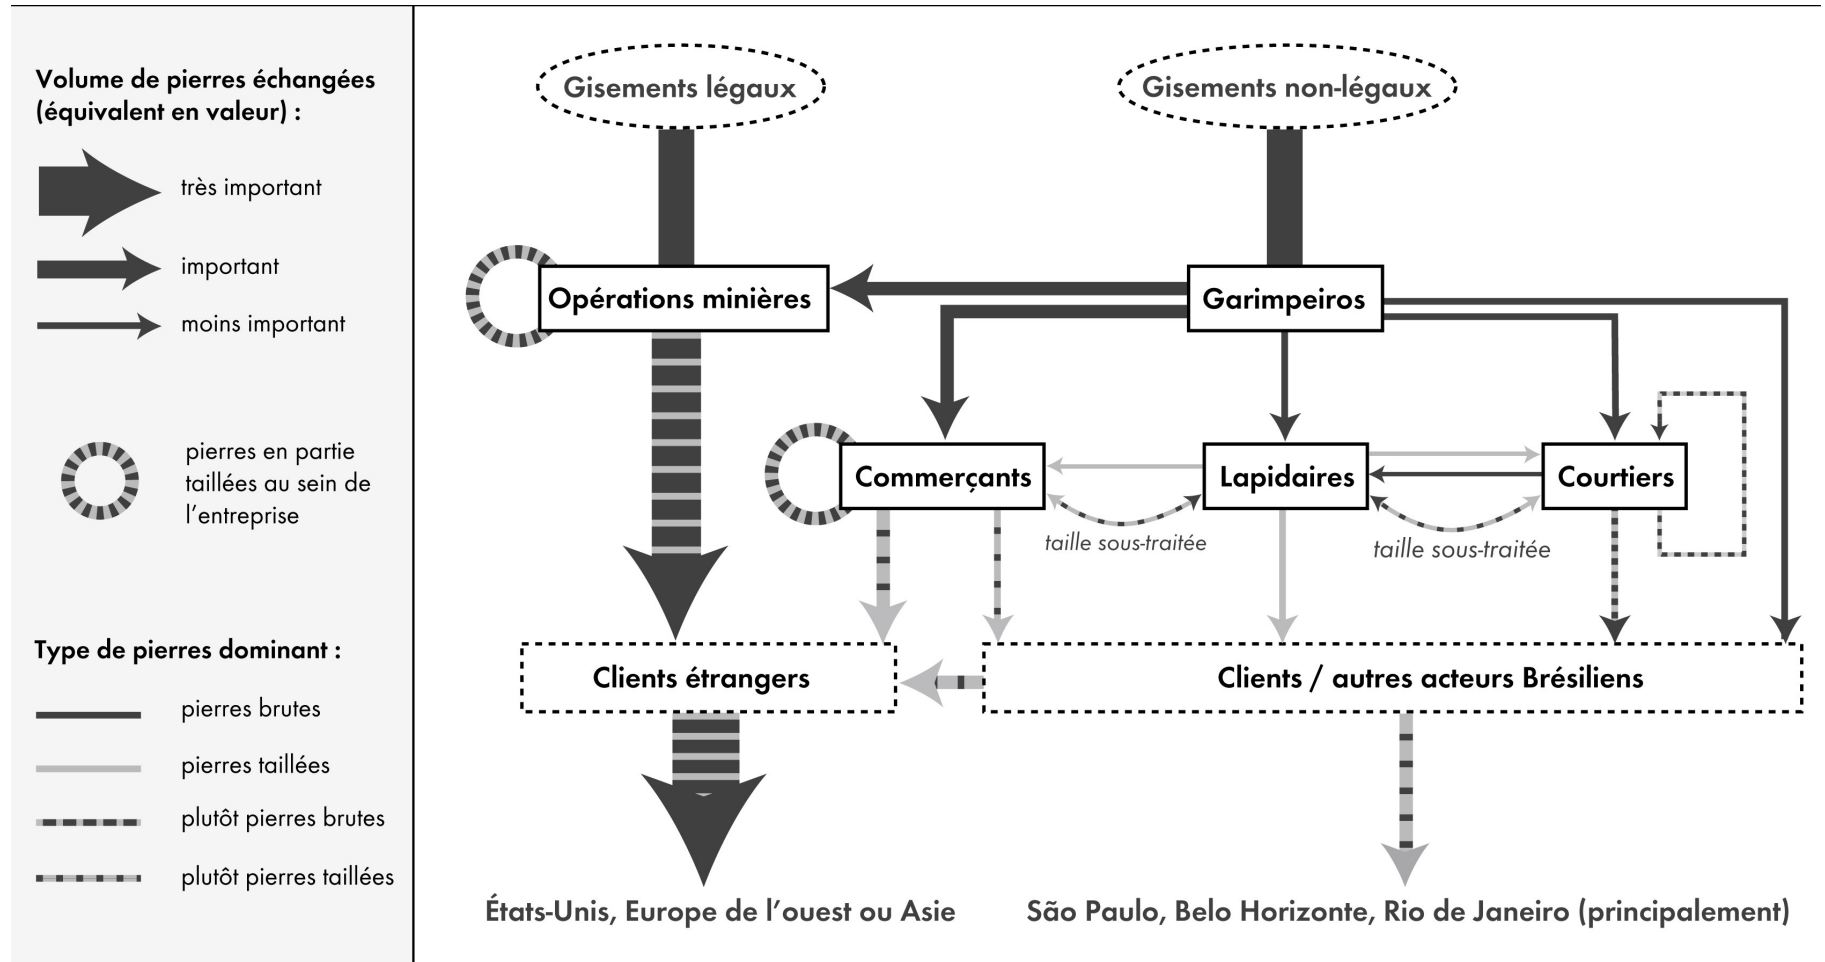 Volume de pierres échangées
(équivalent en valeur) :
très important
important
moins important
pierres en partie
taillées au sein de
l'entreprise
Type de pierres dominant :
pierres brutes
pierres taillées
plutôt pierres brutes
plutôt pierres taillées
Gisements légaux
Gisements non-légaux
Opérations minières
Garimpeiros
Commerçants
Lapidaires
Courtiers
taille sous-traitée
taille sous-traitée
Clients étrangers
Clients / autres acteurs Brésiliens
États-Unis, Europe de l'ouest ou Asie
São Paulo, Belo Horizonte, Rio de Janeiro (principalement)